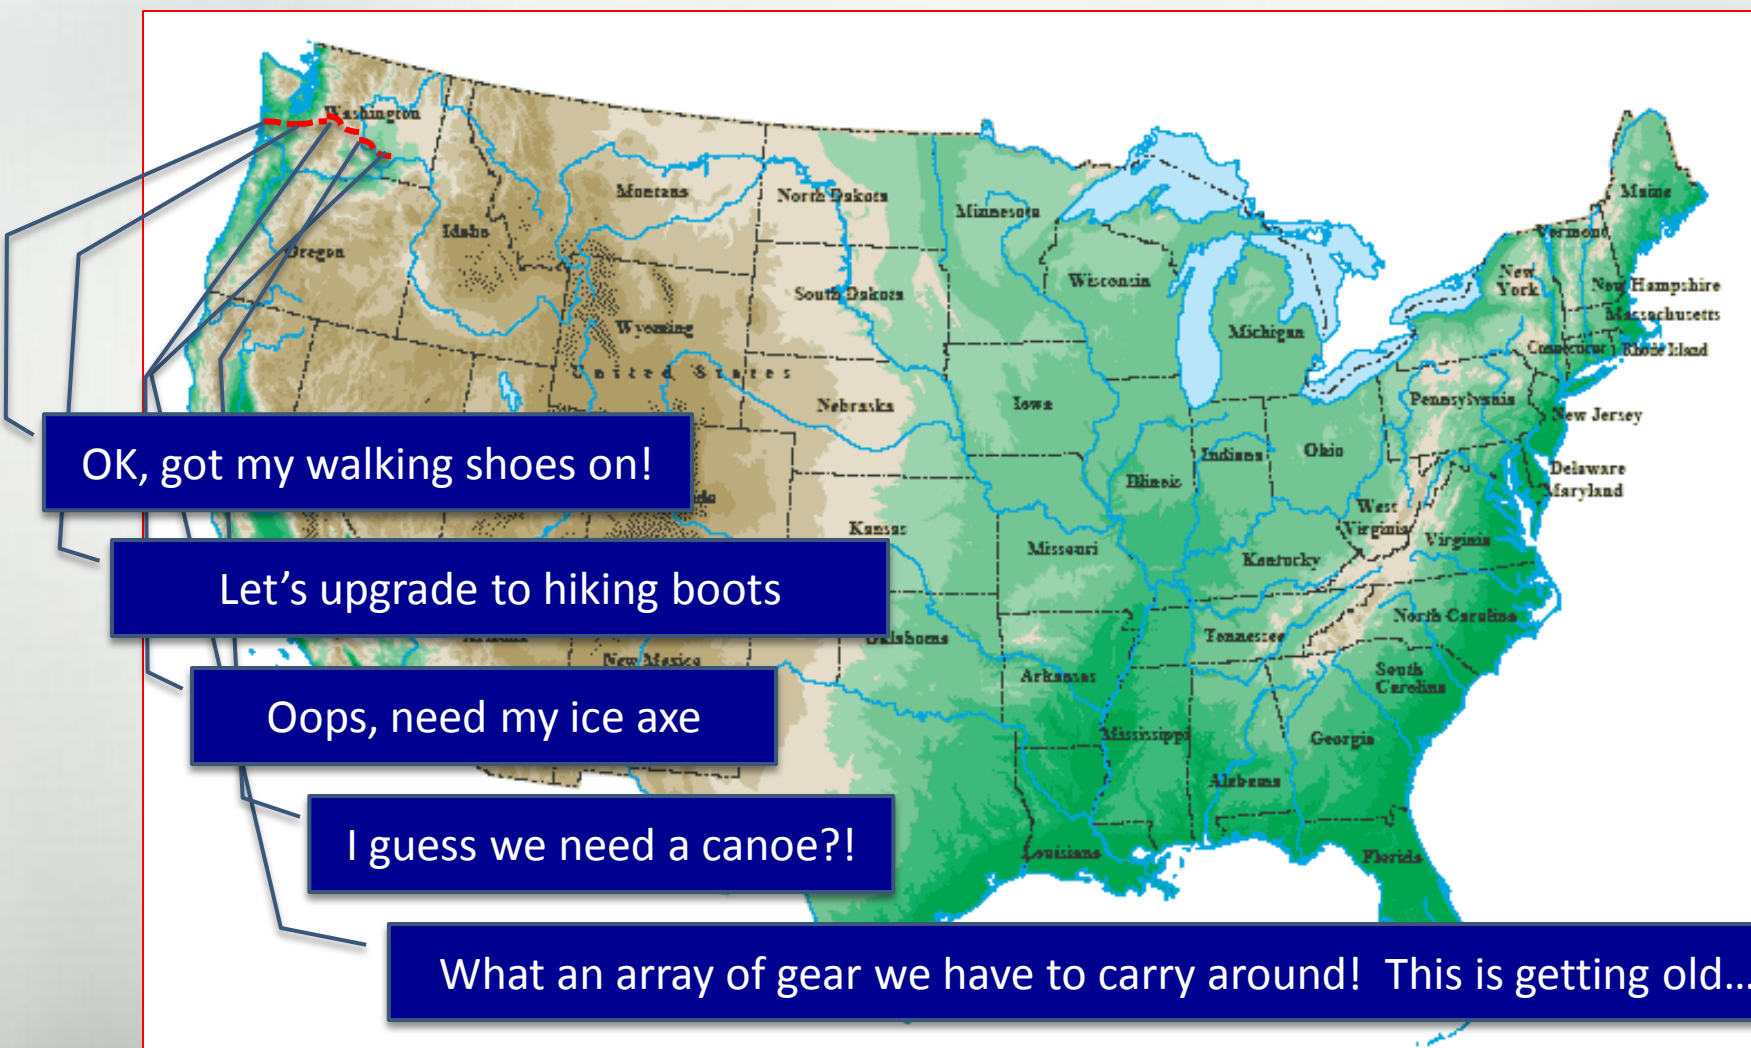 Washington
Maine
Montana
North Dakota
Minnesota
Vermont
Idaho
Oregon
New
York
New Hampshire
Wisconsin
South Dakota
Massachusetts
Wyoming
Michigan
Connecticut
Rhode Island
United States
Nebraska
Iowa
Pennsylvania
New Jersey
OK, got my walking shoes on!
Indiana
Ohio
Illinois
Delaware
Maryland
West
Virginia
Kansas
Missouri
Virginia
Kentucky
Let’s upgrade to hiking boots
North Carolina
Tennessee
Oklahoma
New Mexico
Arkansas
South
Carolina
Oops, need my ice axe
Mississippi
Georgia
Alabama
I guess we need a canoe?!
Louisiana
Florida
What an array of gear we have to carry around! This is getting old...